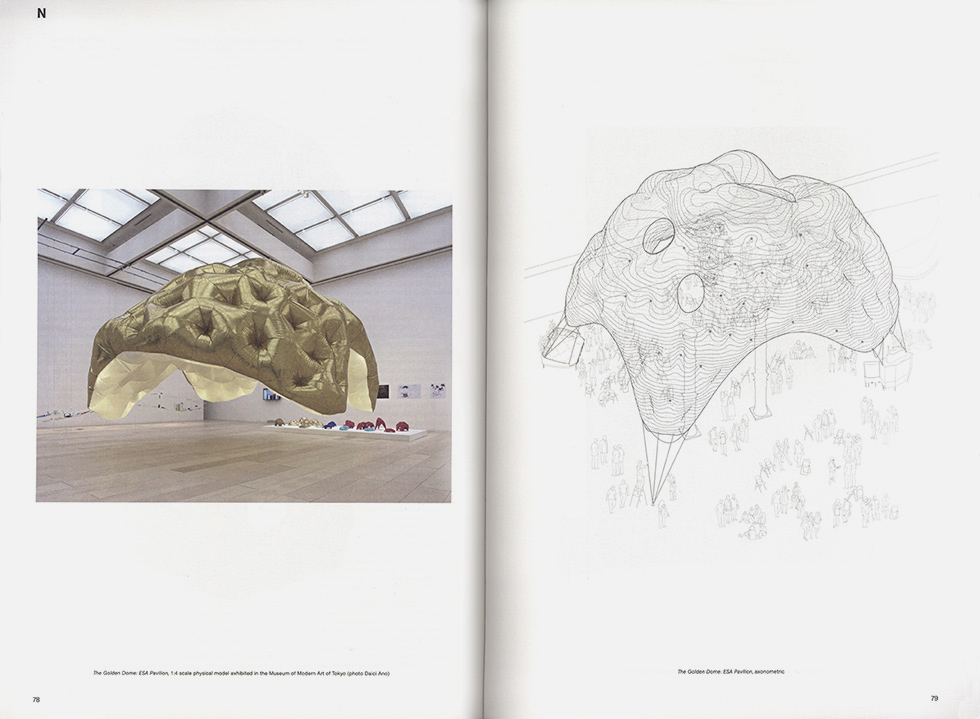 N
The Golden Dome: ESA Pavilion, 1:4 scale physical model exhibited in the Museum of Modern Art of Tokyo (photo Daici Ano)
78
The Golden Dome: ESA Pavilion, axonometric
79